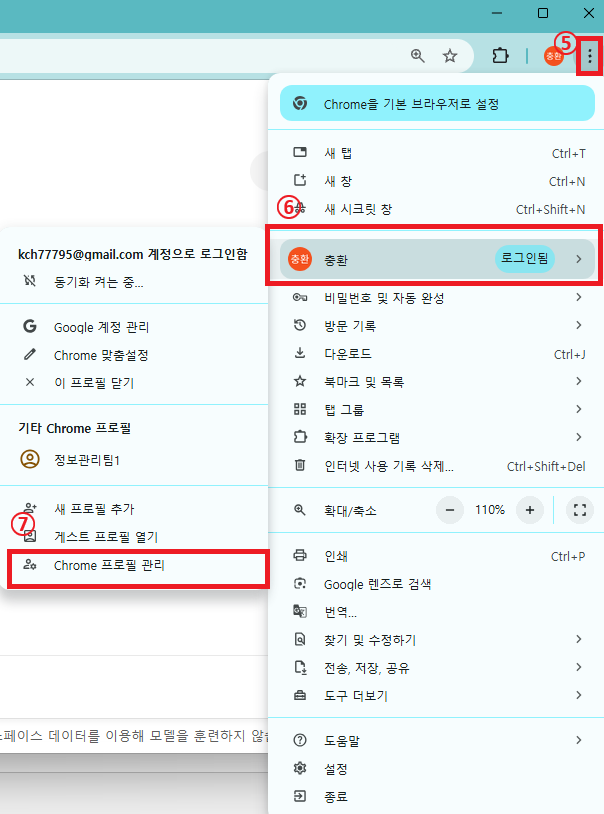 ⑤
충환
Chrome을 기본 브라우저로 설정
새 탭 Ctrl+T
새 창 Ctrl+N
⑥
새 시크릿 창 Ctrl+Shift+N
충환 충환 로그인됨
비밀번호 및 자동 완성
방문 기록
다운로드 Ctrl+J
북마크 및 목록
탭 그룹
확장 프로그램
인터넷 사용 기록 삭제... Ctrl+Shift+Del
확대/축소 110%
인쇄 Ctrl+P
Google 렌즈로 검색
번역...
찾기 및 수정하기
전송, 저장, 공유
도구 더보기
도움말
설정
종료
kch77795@gmail.com 계정으로 로그인함
동기화 켜는 중...
Google 계정 관리
Chrome 맞춤설정
이 프로필 닫기
기타 Chrome 프로필
정보관리팀1
새 프로필 추가
⑦
게스트 프로필 열기
Chrome 프로필 관리
스페이스 데이터를 이용해 모델을 훈련하지 않